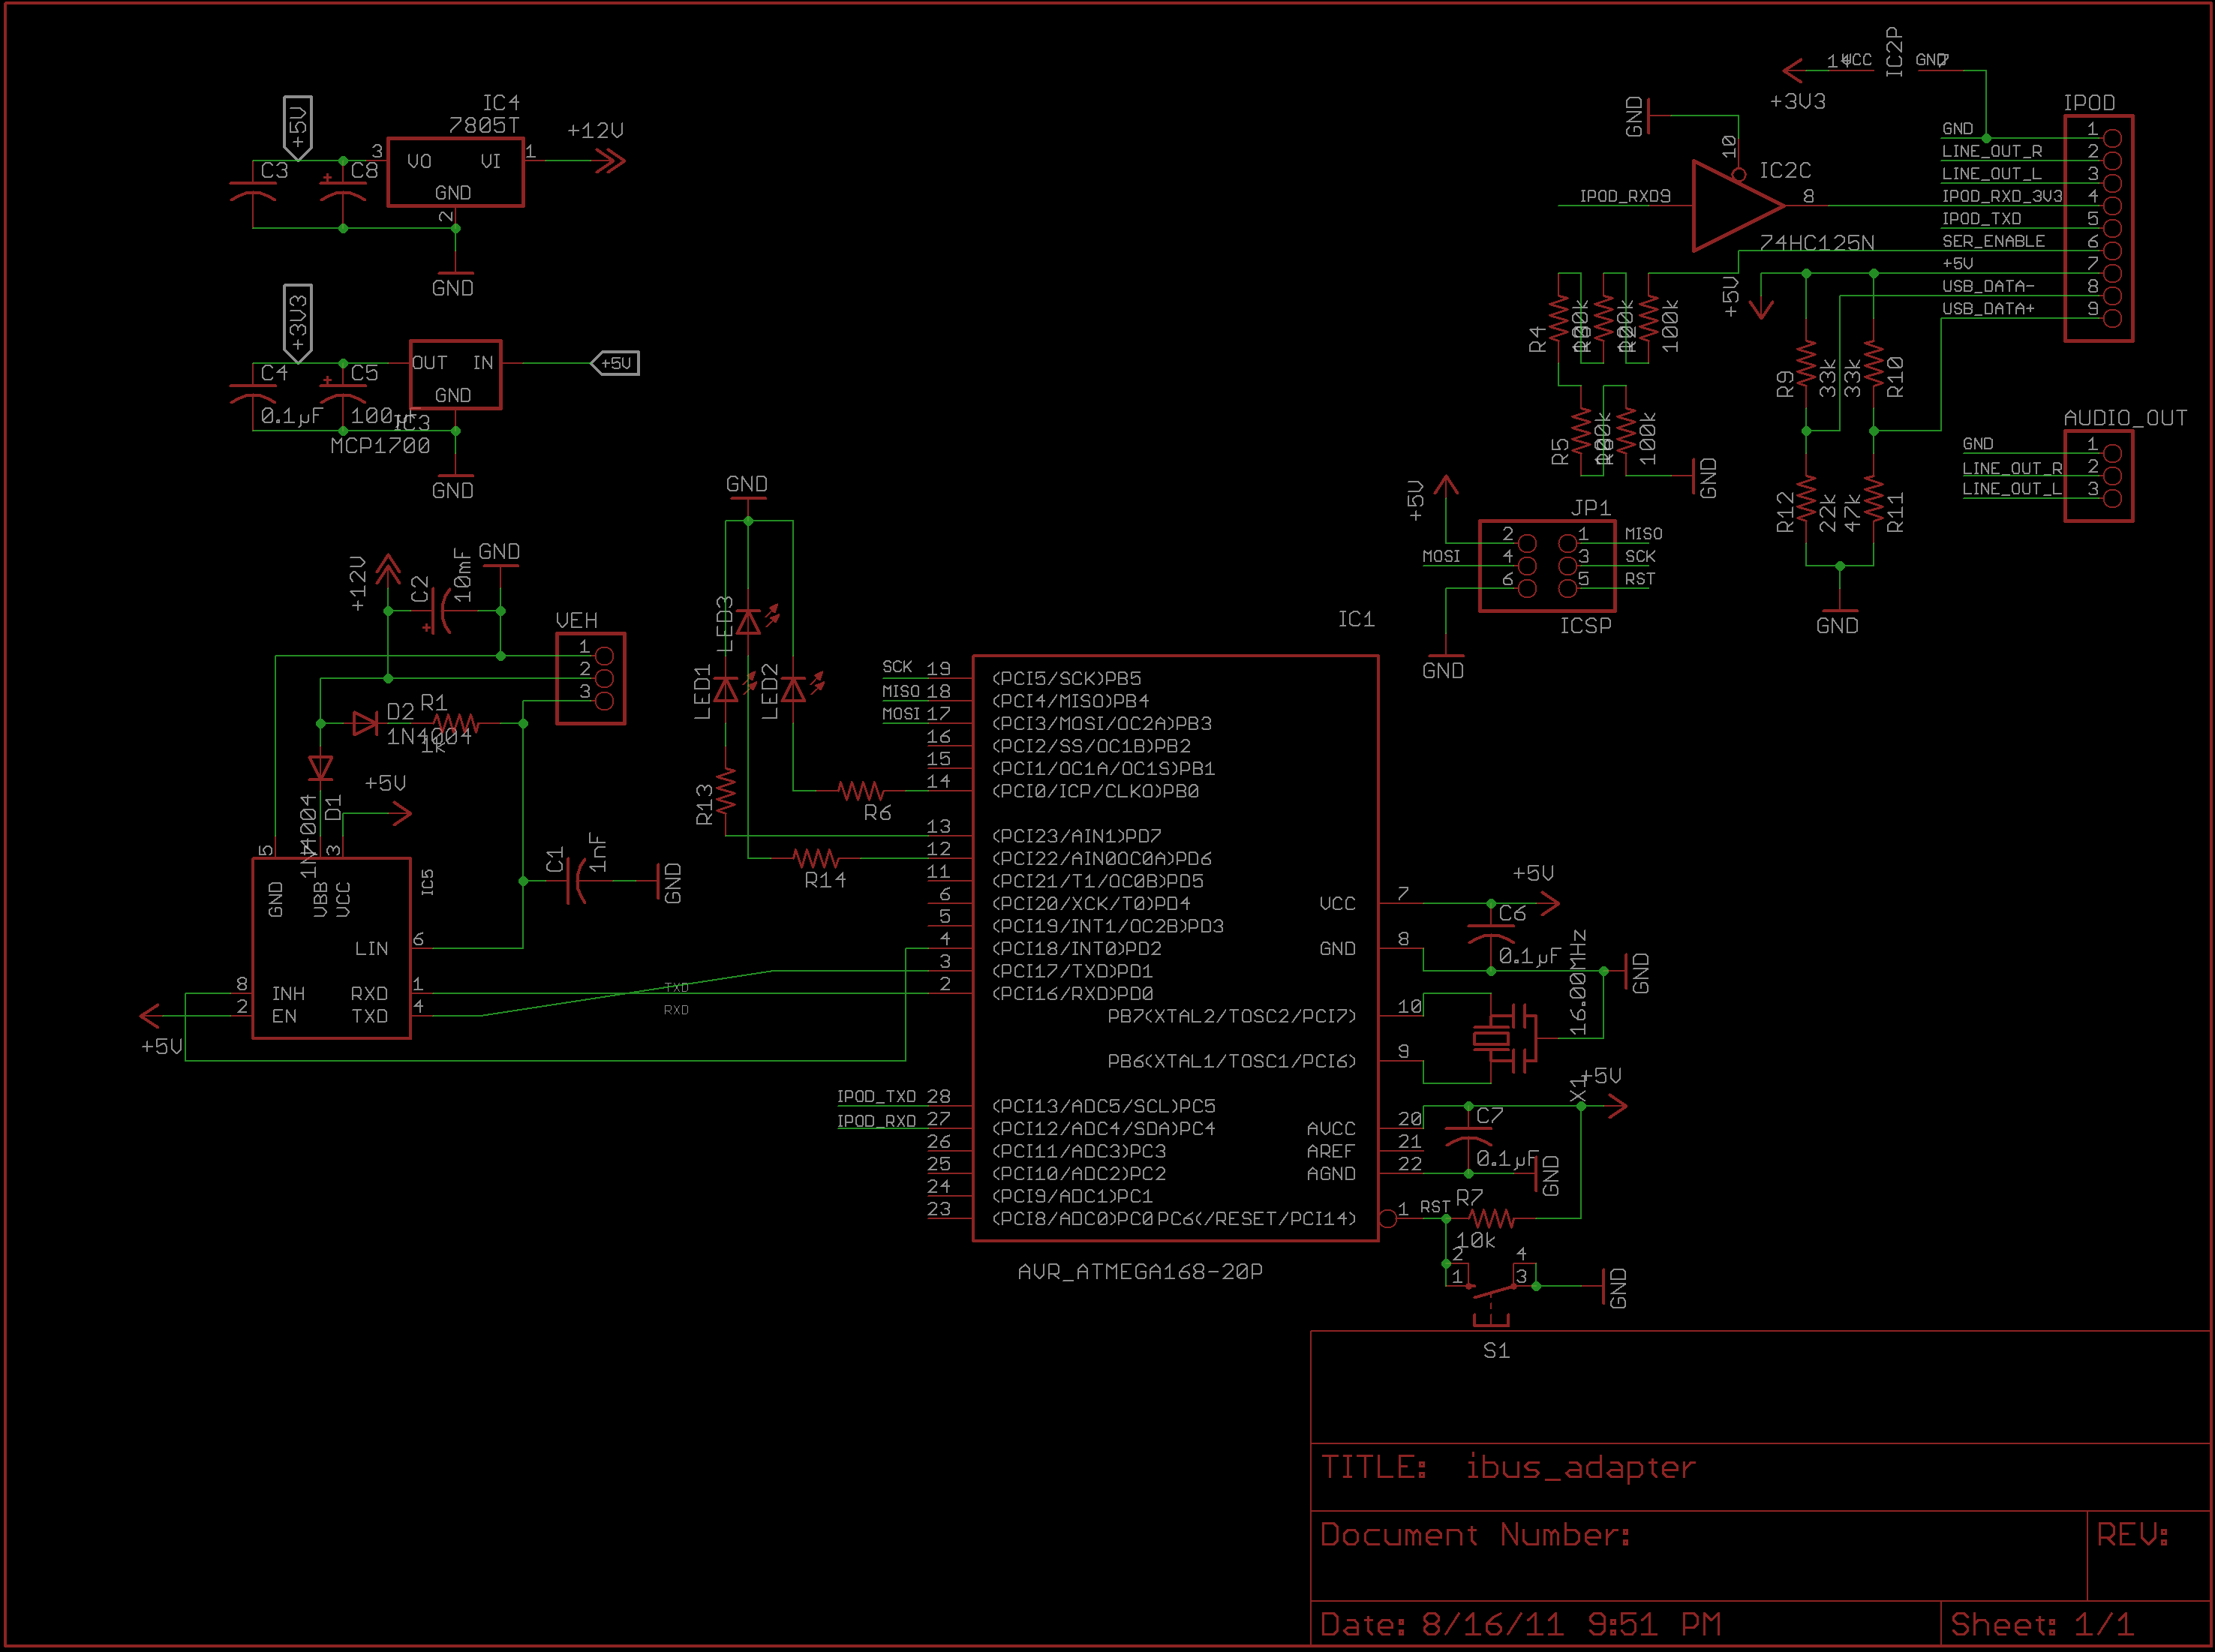 IC4
7805T
+5V
C3
C8
3
VO
VI
1
+12V
GND
2
GND
+3V3
C4
C5
0.1µF
OUT
IN
GND
+5V
IC3
MCP1700
GND
+12V
C2
10mF
GND
VEH
1
2
3
D2
1N4004
R1
1k
D1
1N4004
+5V
5
3
GND
VBB
VCC
IC5
LIN
6
C1
1nF
GND
8
INH
RXD
1
2
EN
TXD
4
+5V
TXD
RXD
GND
LED3
LED1
LED2
R13
R6
R14
IC1
SCK 19 (PCI5/SCK)PB5
MISO 18 (PCI4/MISO)PB4
MOSI 17 (PCI3/MOSI/OC2A)PB3
16 (PCI2/SS/OC1B)PB2
15 (PCI1/OC1A/OC1S)PB1
14 (PCI0/ICP/CLKO)PB0
13 (PCI23/AIN1)PD7
12 (PCI22/AIN0OC0A)PD6
11 (PCI21/T1/OC0B)PD5
6 (PCI20/XCK/T0)PD4
5 (PCI19/INT1/OC2B)PD3
4 (PCI18/INT0)PD2
3 (PCI17/TXD)PD1
2 (PCI16/RXD)PD0
IPOD_TXD 28 (PCI13/ADC5/SCL)PC5
IPOD_RXD 27 (PCI12/ADC4/SDA)PC4
26 (PCI11/ADC3)PC3
25 (PCI10/ADC2)PC2
24 (PCI9/ADC1)PC1
23 (PCI8/ADC0)PC0
VCC 7
GND 8
PB7(XTAL2/TOSC2/PCI7) 10
PB6(XTAL1/TOSC1/PCI6) 9
AVCC 20
AREF 21
AGND 22
PC6(/RESET/PCI14) 1
AVR_ATMEGA168-20P
+5V
C6
0.1µF
GND
16.00MHz
X1
+5V
C7
0.1µF
GND
RST
R7
10k
2
1
4
3
GND
S1
+5V
JP1
2
1
MISO
MOSI
4
3
SCK
6
5
RST
ICSP
GND
+3V3
VCC
IC2P
GND
GND
10
IC2C
IPOD_RXD
9
8
74HC125N
R4
100k
R5
100k
GND
+5V
R9
33k
33k
R10
R12
22k
47k
R11
GND
IPOD
GND 1
LINE_OUT_R 2
LINE_OUT_L 3
IPOD_RXD_3V3 4
IPOD_TXD 5
SER_ENABLE 6
+5V 7
USB_DATA- 8
USB_DATA+ 9
AUDIO_OUT
GND 1
LINE_OUT_R 2
LINE_OUT_L 3
TITLE: ibus_adapter
Document Number:
REV:
Date: 8/16/11 9:51 PM
Sheet: 1/1